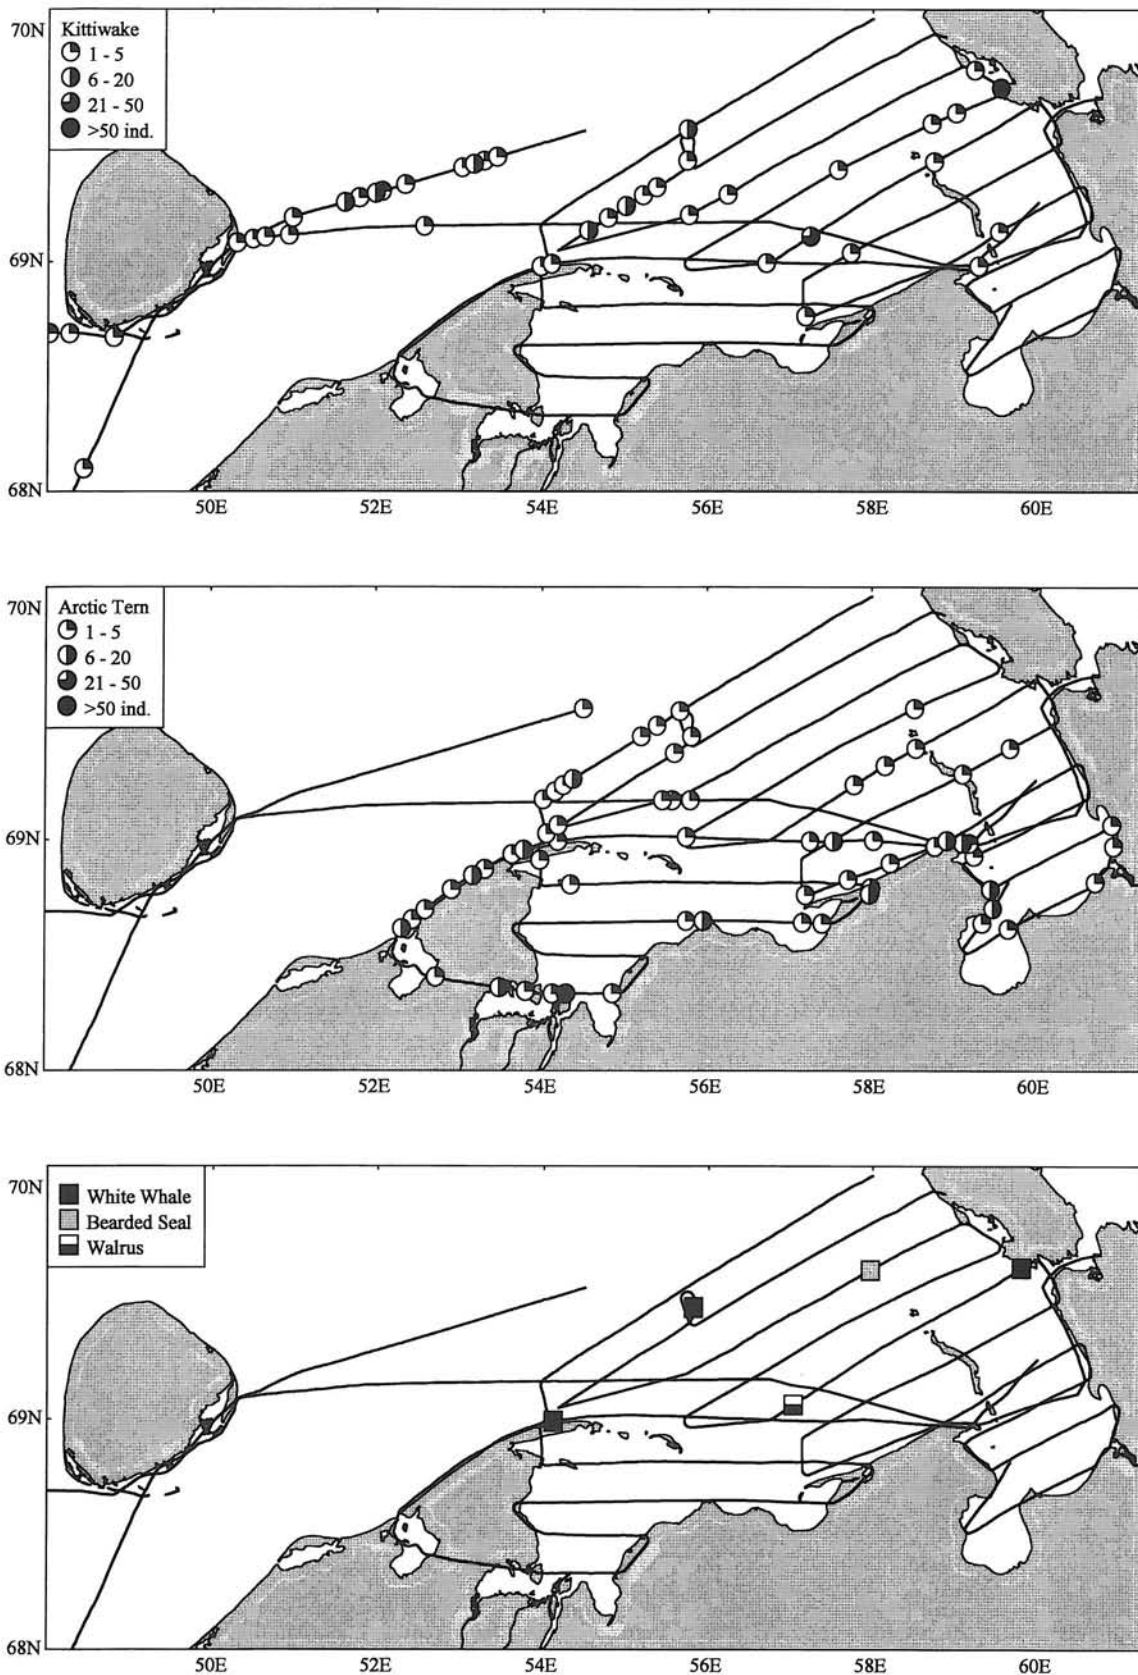 70N
Kittiwake
1 - 5
6 - 20
21 - 50
>50 ind.
69N
68N
50E 52E 54E 56E 58E 60E
70N
Arctic Tern
1 - 5
6 - 20
21 - 50
>50 ind.
69N
68N
50E 52E 54E 56E 58E 60E
70N
White Whale
Bearded Seal
Walrus
69N
68N
50E 52E 54E 56E 58E 60E